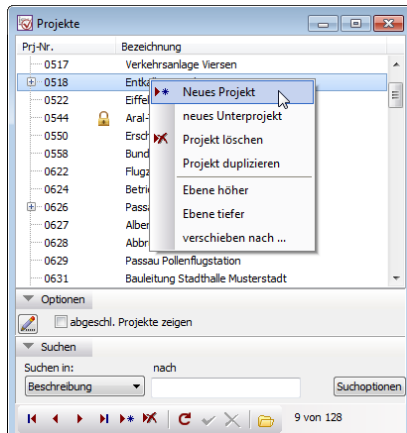 Projekte
Prj-Nr. Bezeichnung
0517 Verkehrsanlage Viersen
0518
0522 Eiffel
0544 Aral-
0550 Ersch
0558 Bund
0622 Flugz
0624 Betrie
0626 Passa
0627 Alber
0628 Abbr
0629 Passau Pollenflugstation
0631 Bauleitung Stadthalle Musterstadt
Neues Projekt
neues Unterprojekt
Projekt löschen
Projekt duplizieren
Ebene höher
Ebene tiefer
verschieben nach ...
Optionen
abgeschl. Projekte zeigen
Suchen
Suchen in: nach
Beschreibung Suchoptionen
9 von 128